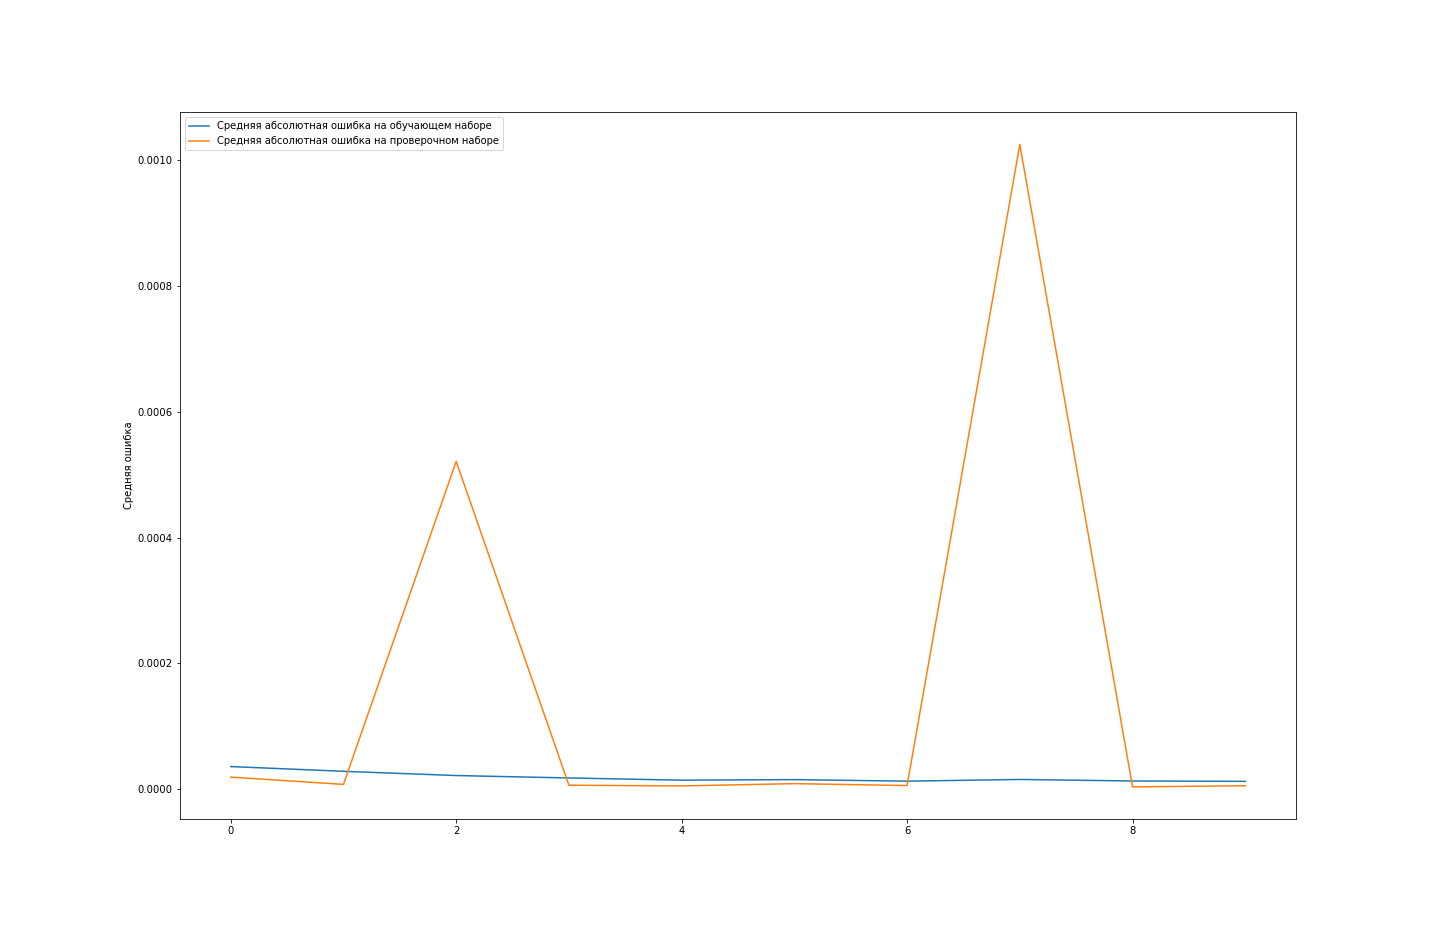 Средняя абсолютная ошибка на обучающем наборе
Средняя абсолютная ошибка на проверочном наборе
0.0010
0.0008
0.0006
0.0004
0.0002
0.0000
Средняя ошибка
0 2 4 6 8